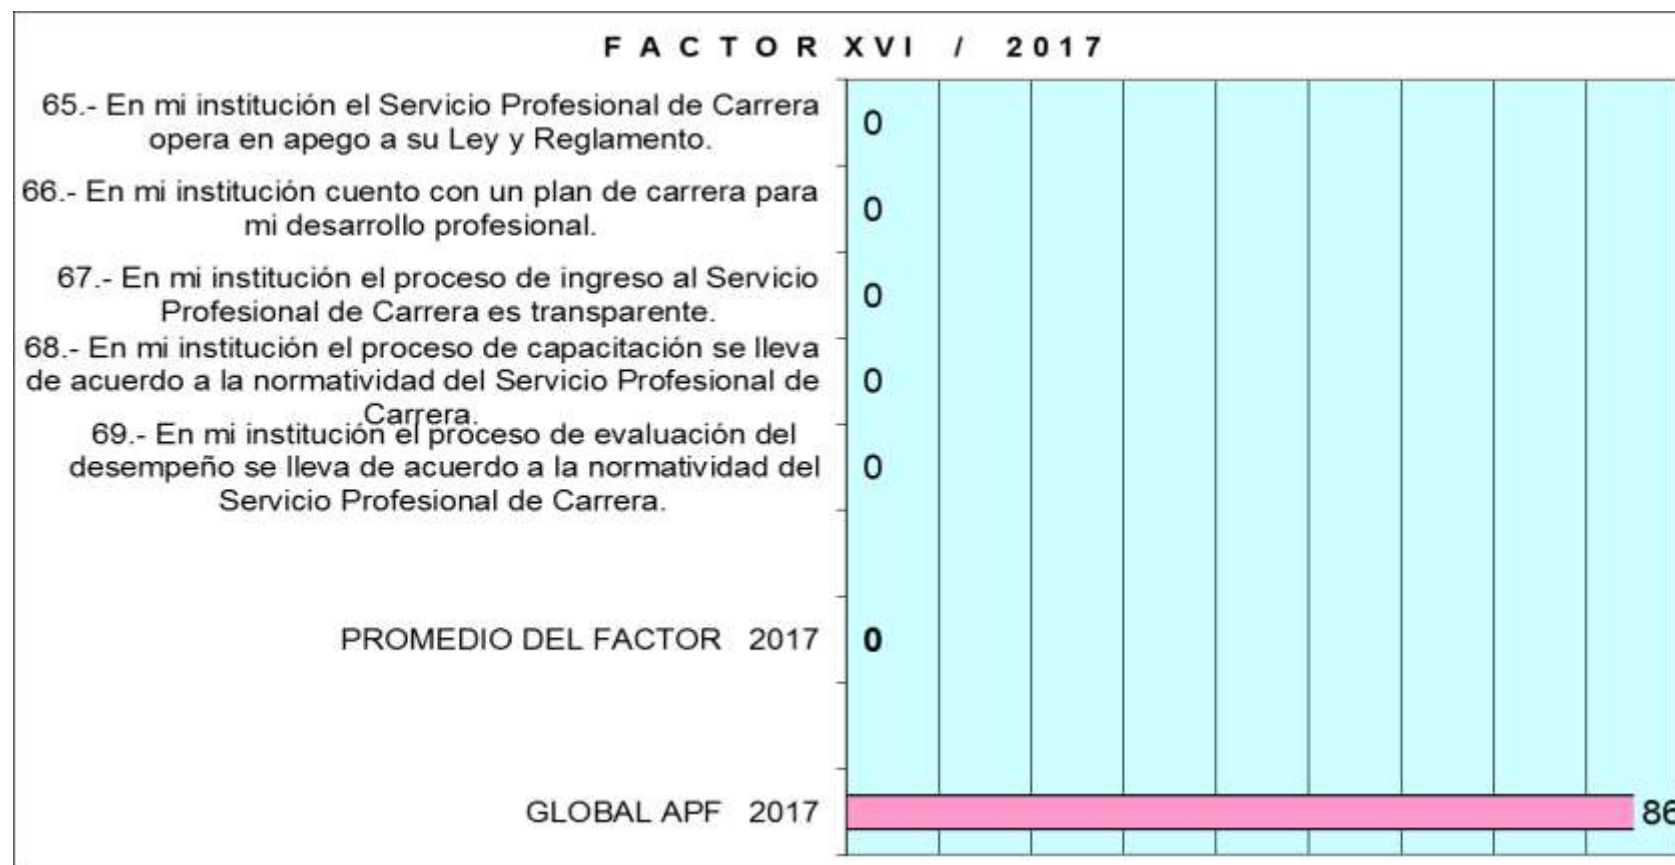 FACTOR XVI / 2017
65.- En mi institución el Servicio Profesional de Carrera
opera en apego a su Ley y Reglamento.
0
66.- En mi institución cuento con un plan de carrera para
mi desarrollo profesional.
0
67.- En mi institución el proceso de ingreso al Servicio
Profesional de Carrera es transparente.
0
68.- En mi institución el proceso de capacitación se lleva
de acuerdo a la normatividad del Servicio Profesional de
Carrera.
0
69.- En mi institución el proceso de evaluación del
desempeño se lleva de acuerdo a la normatividad del
Servicio Profesional de Carrera.
0
PROMEDIO DEL FACTOR 2017
0
GLOBAL APF 2017
86